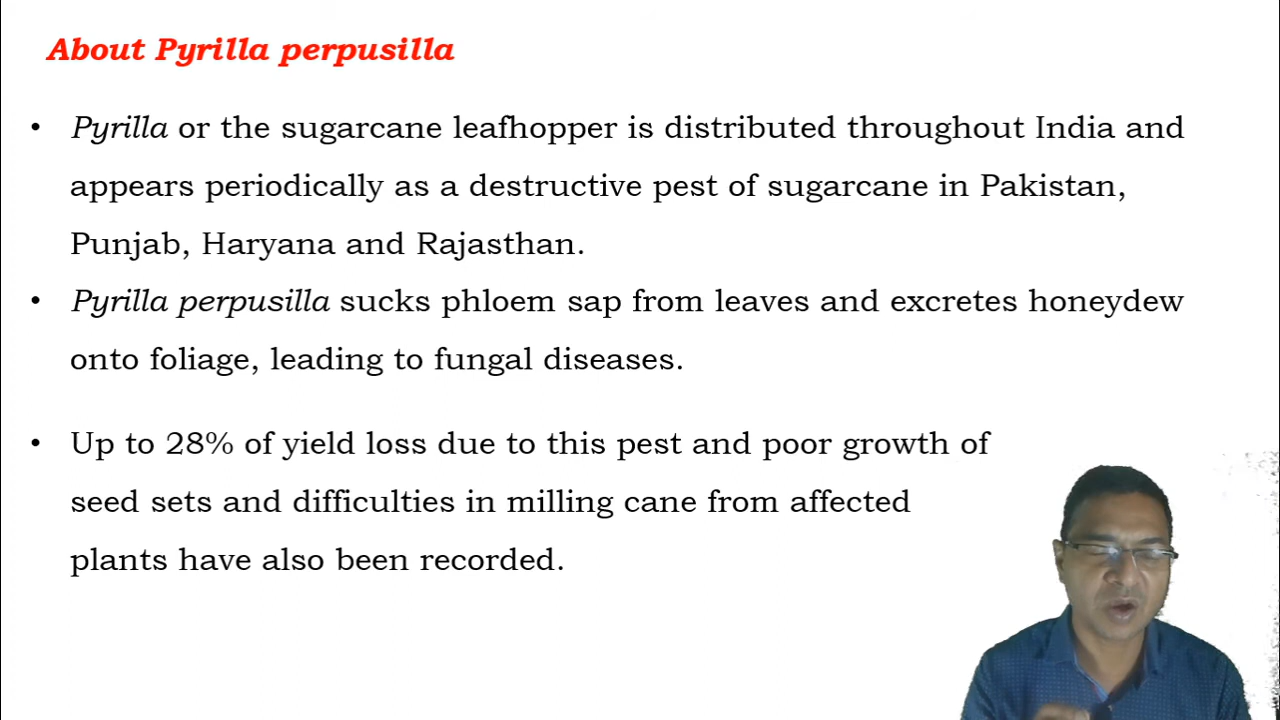 About Pyrilla perpusilla
• Pyrilla or the sugarcane leafhopper is distributed throughout India and
appears periodically as a destructive pest of sugarcane in Pakistan,
Punjab, Haryana and Rajasthan.
• Pyrilla perpusilla sucks phloem sap from leaves and excretes honeydew
onto foliage, leading to fungal diseases.
• Up to 28% of yield loss due to this pest and poor growth of
seed sets and difficulties in milling cane from affected
plants have also been recorded.